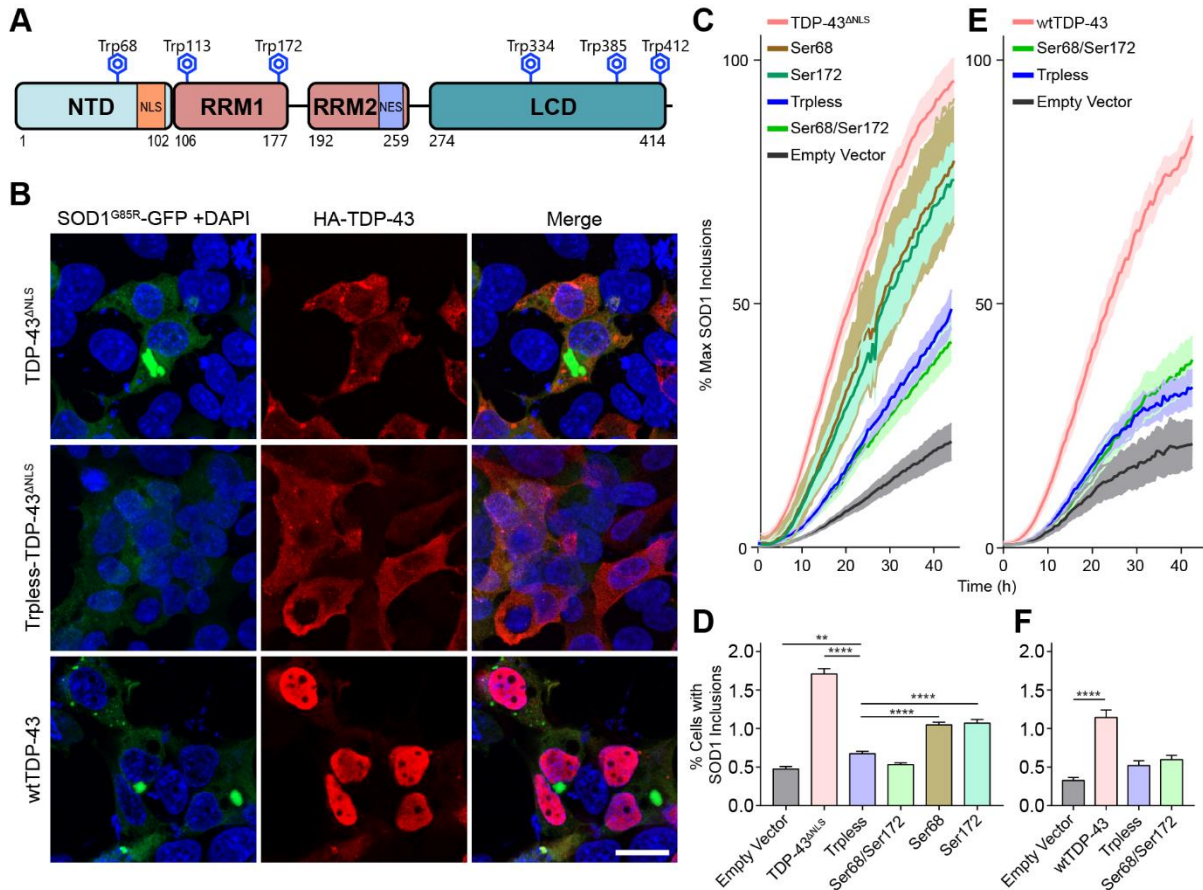 A
Trp68 Trp113 Trp172 Trp334 Trp385 Trp412
NTD NLS RRM1 RRM2 NES LCD
1 102 106 177 192 259 274 414
B
SOD1G85R-GFP +DAPI HA-TDP-43 Merge
TDP-43ΔNLS
Trpless-TDP-43ΔNLS
wtTDP-43
C
TDP-43ΔNLS
Ser68
Ser172
Trpless
Ser68/Ser172
Empty Vector
% Max SOD1 Inclusions
100
50
0
0 10 20 30 40
Time (h)
E
wtTDP-43
Ser68/Ser172
Trpless
Empty Vector
100
50
0
0 10 20 30 40
D
% Cells with
SOD1 Inclusions
2.0
1.5
1.0
0.5
0.0
**
****
****
****
Empty Vector
TDP-43ΔNLS
Trpless
Ser68/Ser172
Ser68
Ser172
F
2.0
1.5
1.0
0.5
0.0
****
Empty Vector
wtTDP-43
Trpless
Ser68/Ser172